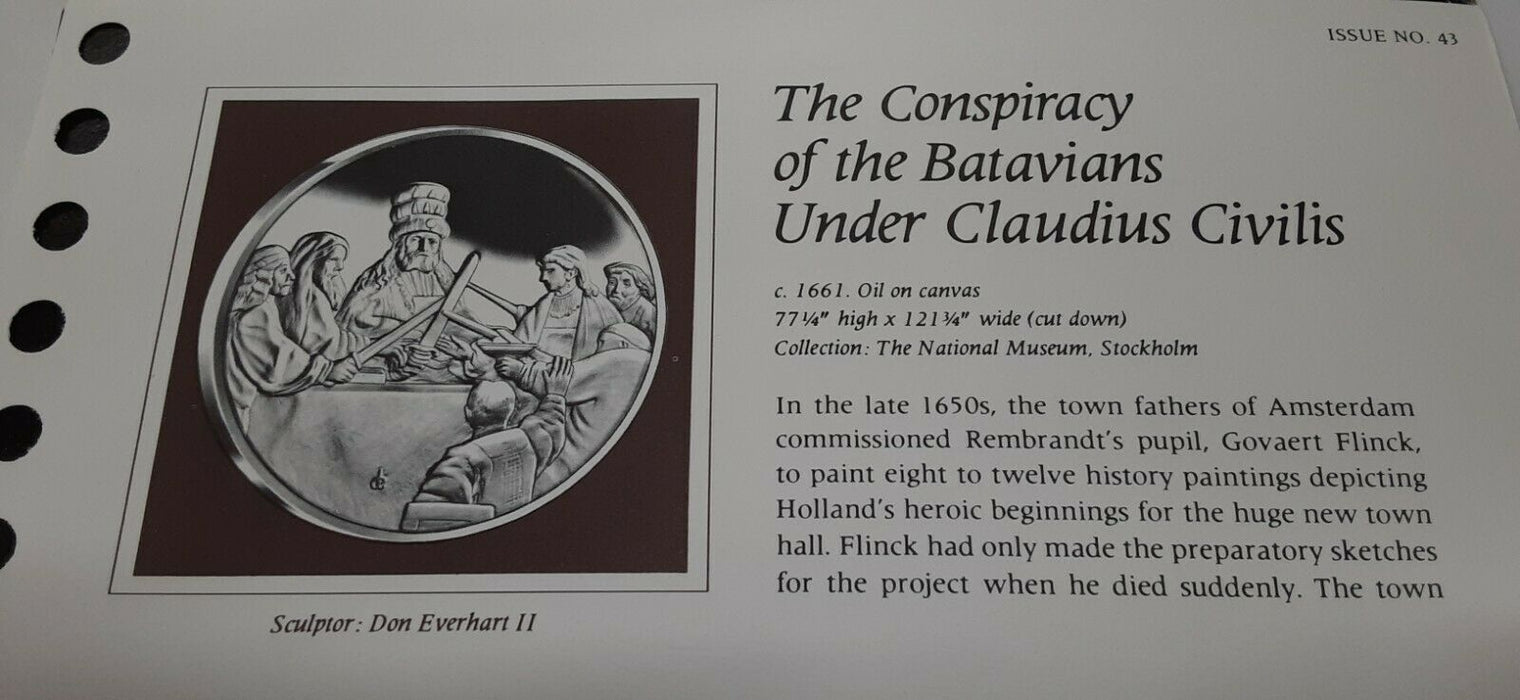 ISSUE NO. 43
The Conspiracy
of the Batavians
Under Claudius Civilis
c. 1661. Oil on canvas
77¼" high x 121¾" wide (cut down)
Collection: The National Museum, Stockholm
In the late 1650s, the town fathers of Amsterdam
commissioned Rembrandt's pupil, Govaert Flinck,
to paint eight to twelve history paintings depicting
Holland's heroic beginnings for the huge new town
hall. Flinck had only made the preparatory sketches
for the project when he died suddenly. The town
Sculptor: Don Everhart II